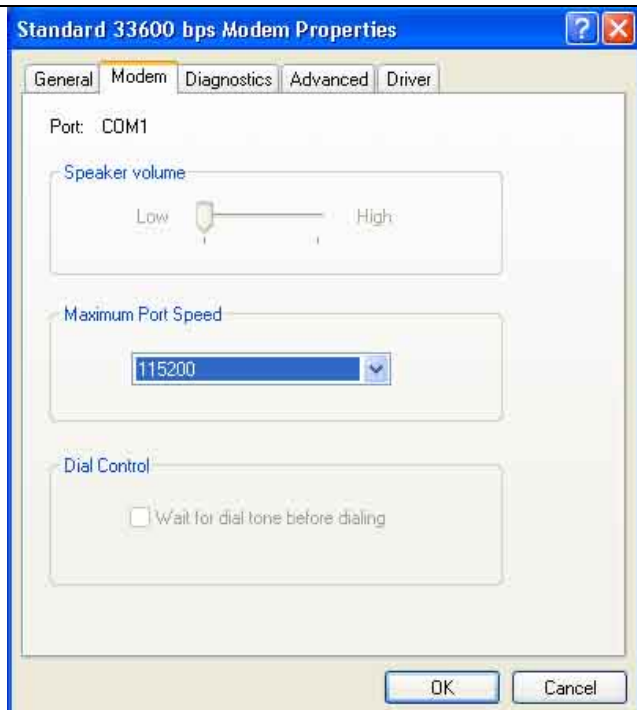 Standard 33600 bps Modem Properties
General Modem Diagnostics Advanced Driver
Port: COM1
Speaker volume
Low High
Maximum Port Speed
115200
Dial Control
Wait for dial tone before dialing
OK Cancel